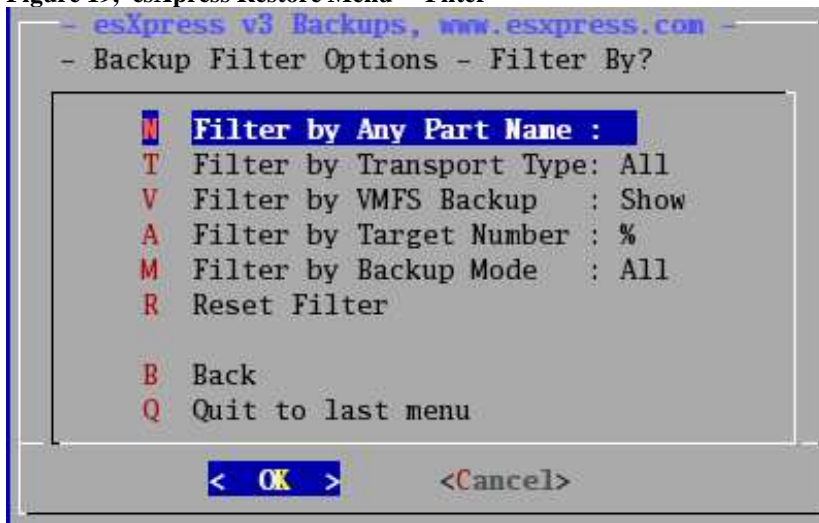 Figure 19, esXpress Restore Menu – Filter
- esXpress v3 Backups, www.esxpress.com -
- Backup Filter Options - Filter By?
N Filter by Any Part Name :
T Filter by Transport Type: All
V Filter by VMFS Backup : Show
A Filter by Target Number : %
M Filter by Backup Mode : All
R Reset Filter
B Back
Q Quit to last menu
< OK > <Cancel>